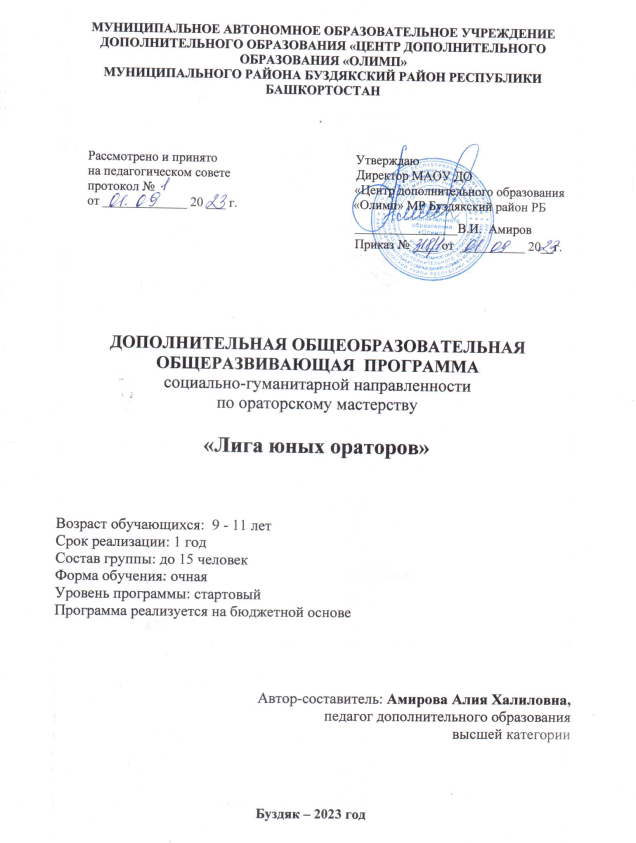 МУНИЦИПАЛЬНОЕ АВТОНОМНОЕ ОБРАЗОВАТЕЛЬНОЕ УЧРЕЖДЕНИЕ
ДОПОЛНИТЕЛЬНОГО ОБРАЗОВАНИЯ «ЦЕНТР ДОПОЛНИТЕЛЬНОГО
ОБРАЗОВАНИЯ «ОЛИМП»
МУНИЦИПАЛЬНОГО РАЙОНА БУЗДЯКСКИЙ РАЙОН РЕСПУБЛИКИ
БАШКОРТОСТАН
Рассмотрено и принято
на педагогическом совете
протокол № 1
от 01.09 2023 г.
Утверждаю
Директор МАОУ ДО
«Центр дополнительного образования
«Олимп» МР Буздякский район РБ
В.И. Амиров
Приказ № от 01 09 2023г.
ДОПОЛНИТЕЛЬНАЯ ОБЩЕОБРАЗОВАТЕЛЬНАЯ
ОБЩЕРАЗВИВАЮЩАЯ ПРОГРАММА
социально-гуманитарной направленности
по ораторскому мастерству
«Лига юных ораторов»
Возраст обучающихся: 9 - 11 лет
Срок реализации: 1 год
Состав группы: до 15 человек
Форма обучения: очная
Уровень программы: стартовый
Программа реализуется на бюджетной основе
Автор-составитель: Амирова Алия Халиловна,
педагог дополнительного образования
высшей категории
Буздяк – 2023 год